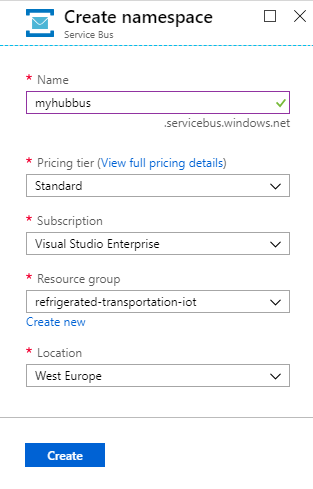 Create namespace
Service Bus
* Name
myhubbus
.servicebus.windows.net
* Pricing tier (View full pricing details)
Standard
* Subscription
Visual Studio Enterprise
* Resource group
refrigerated-transportation-iot
Create new
* Location
West Europe
Create